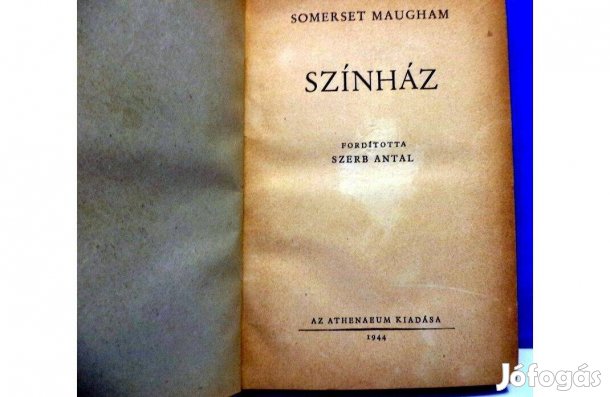 SOMERSET MAUGHAM
SZÍNHÁZ
FORDÍTOTTA
SZERB ANTAL
AZ ATHENAEUM KIADÁSA
1944
Jófogás